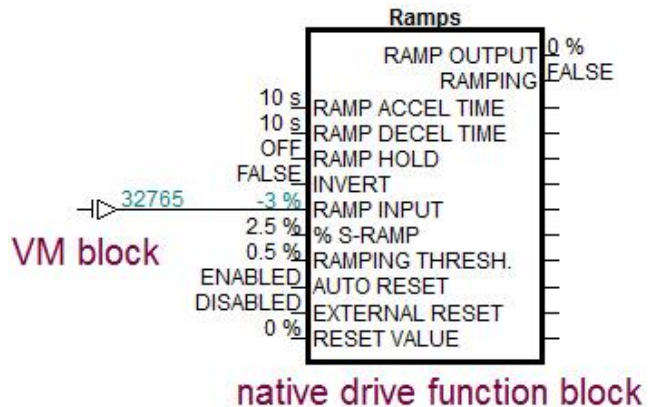 Ramps
RAMP OUTPUT 0 %
RAMPING FALSE
10 s RAMP ACCEL TIME
10 s RAMP DECEL TIME
OFF RAMP HOLD
FALSE INVERT
32765 -3 % RAMP INPUT
2.5 % % S-RAMP
0.5 % RAMPING THRESH.
ENABLED AUTO RESET
DISABLED EXTERNAL RESET
0 % RESET VALUE
VM block
native drive function block